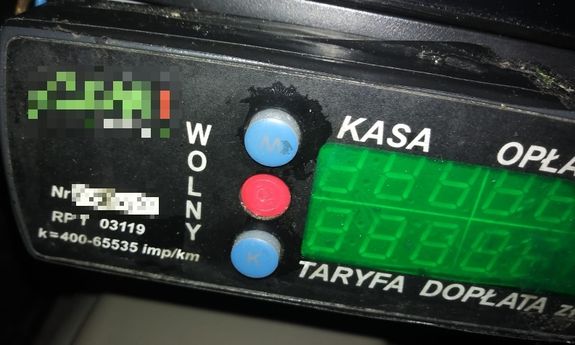 WOLNY
M
C
K
KASA OPŁA
TARYFA DOPŁATA
Nr
RPT 03119
k=400-65535 imp/km